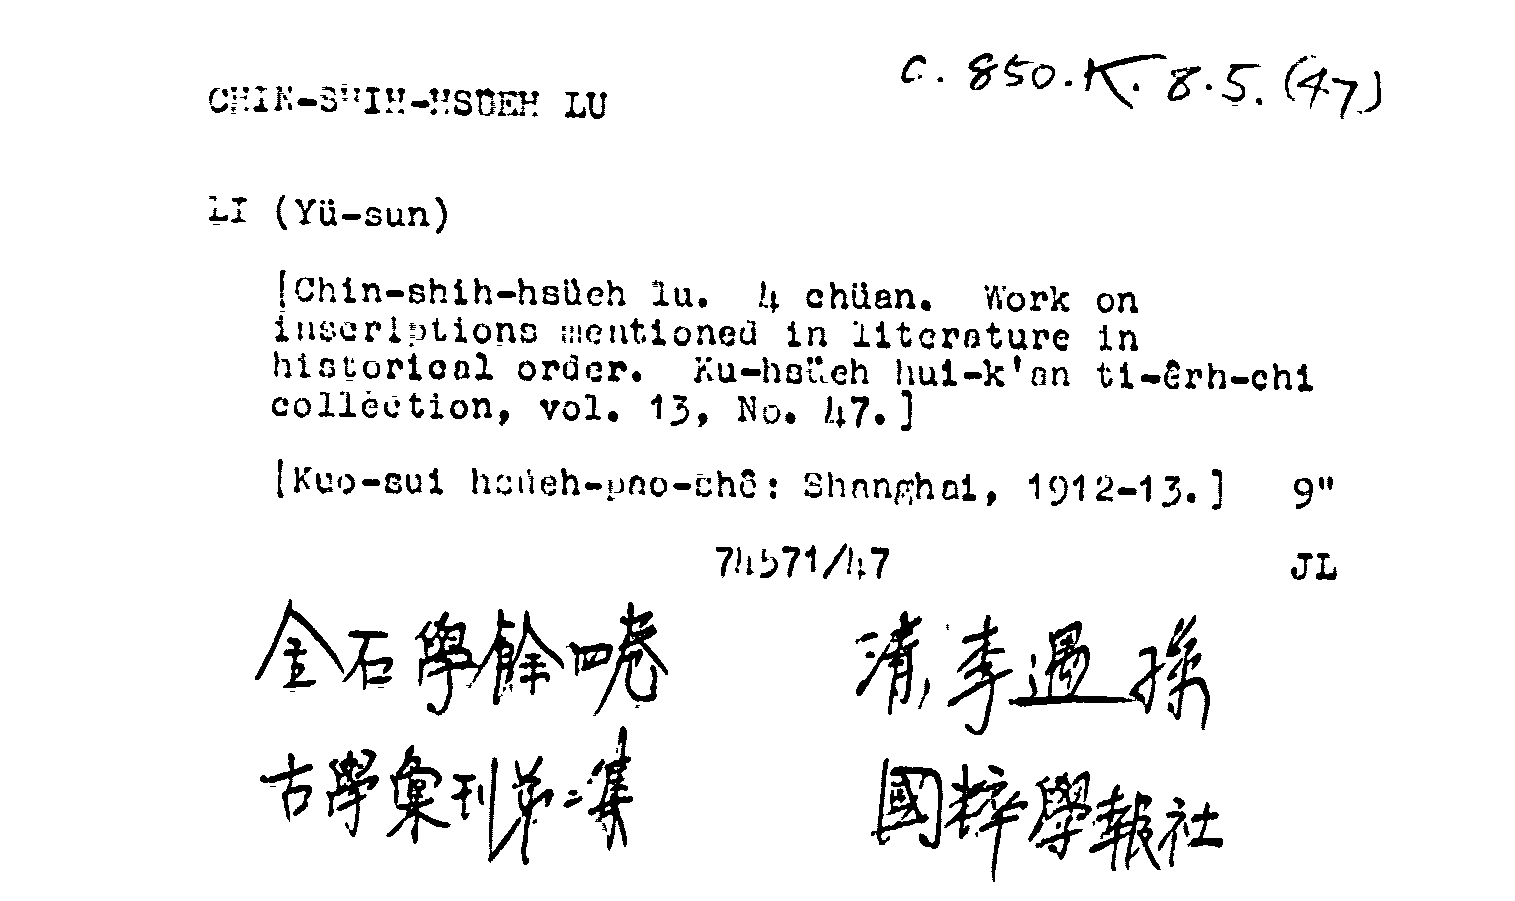 C. 850.K. 8.5. (47)
CHIN-SHIH-HSÜEH LU
LI (Yü-sun)
[Chin-shih-hsüeh lu. 4 chüan. Work on
inscriptions mentioned in literature in
historical order. Ku-hsüeh hui-k'an ti-êrh-chi
collection, vol. 13, No. 47.]
[Kuo-sui hsüeh-pao-shê: Shanghai, 1912-13.] 9"
74571/47 JL
金石學餘四卷 清, 李遇孫
古學彙刊第二集 國粹學報社